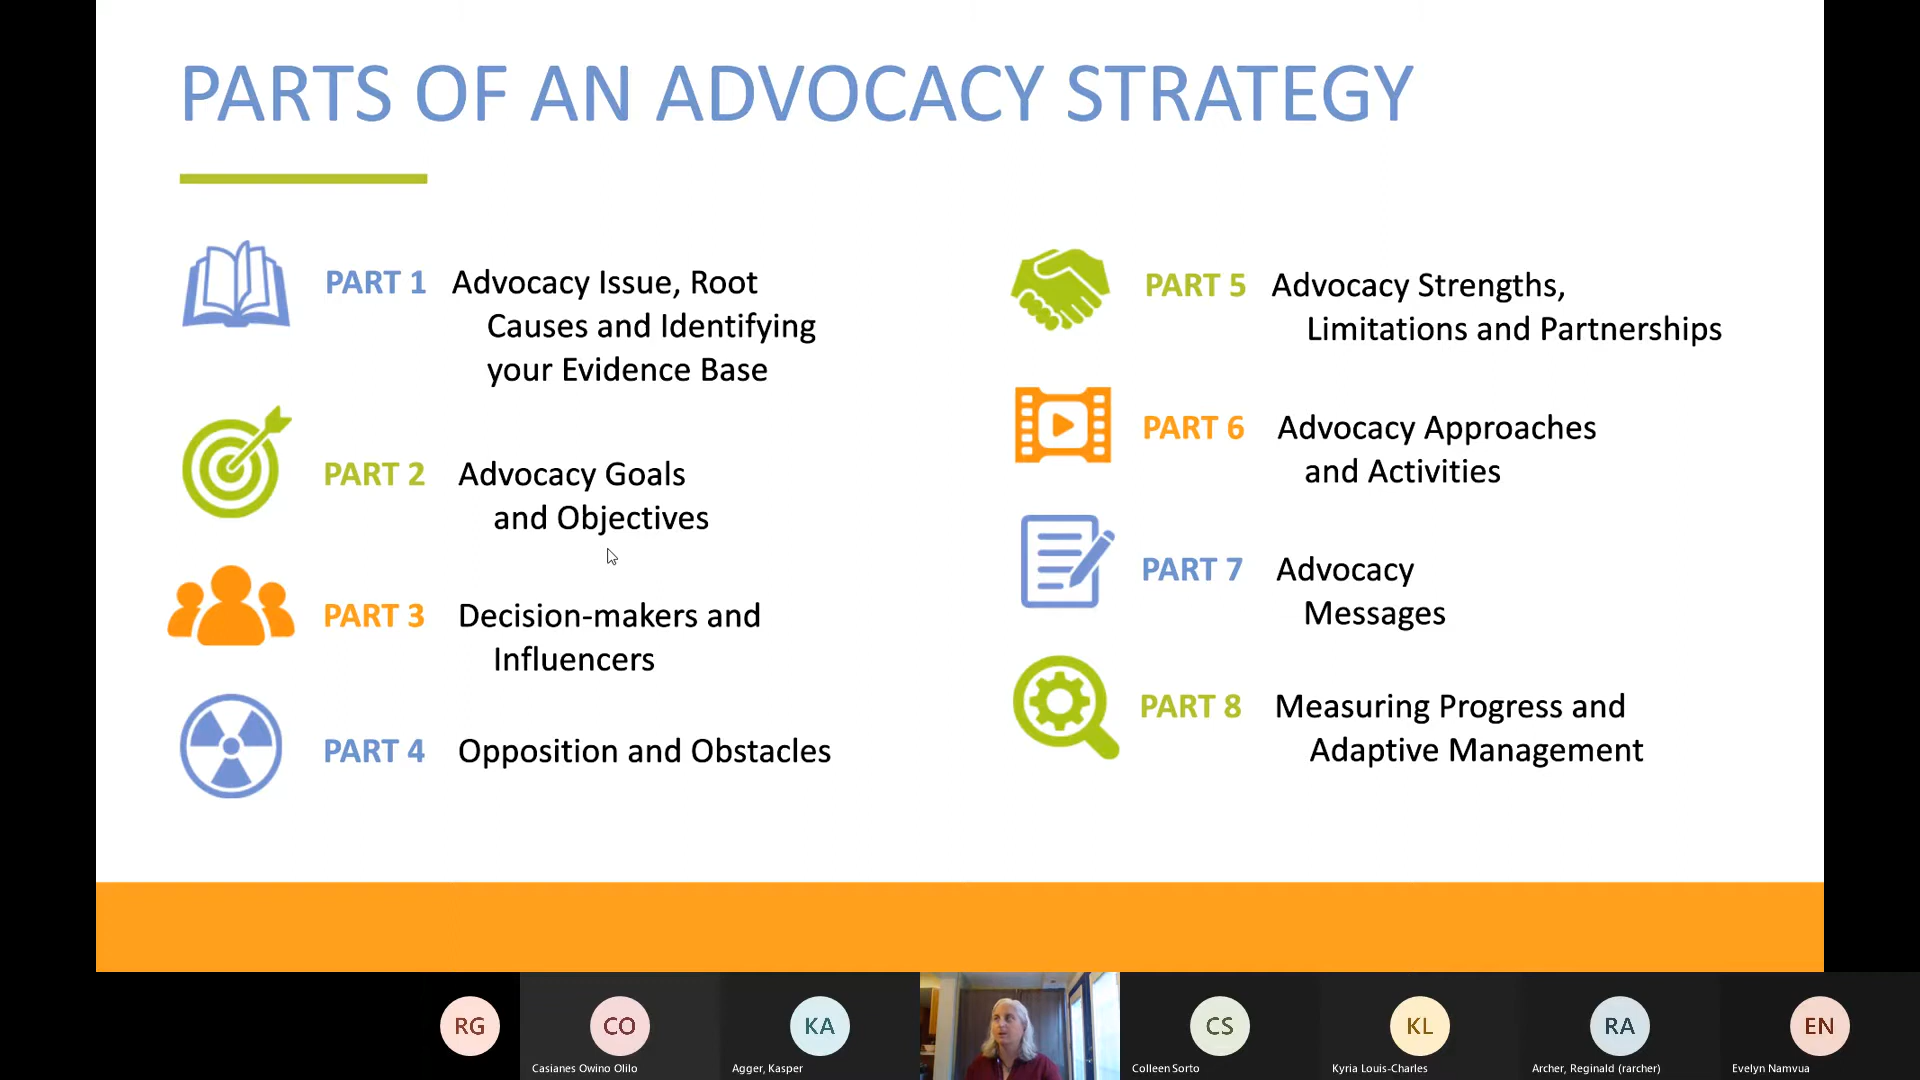 PARTS OF AN ADVOCACY STRATEGY
PART 1 Advocacy Issue, Root
Causes and Identifying
your Evidence Base
PART 2 Advocacy Goals
and Objectives
PART 3 Decision-makers and
Influencers
PART 4 Opposition and Obstacles
PART 5 Advocacy Strengths,
Limitations and Partnerships
PART 6 Advocacy Approaches
and Activities
PART 7 Advocacy
Messages
PART 8 Measuring Progress and
Adaptive Management
RG
CO
Casianes Owino Olilo
KA
Agger, Kasper
CS
Colleen Sorto
KL
Kyria Louis-Charles
RA
Archer, Reginald (rarcher)
EN
Evelyn Namvua